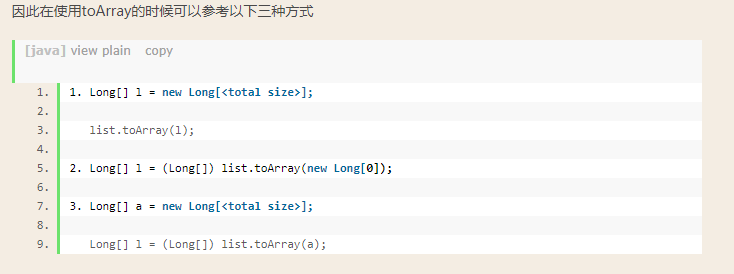 因此在使用toArray的时候可以参考以下三种方式
[java] view plain copy
1. 1. Long[] l = new Long[<total size>];
2.
3. list.toArray(l);
4.
5. 2. Long[] l = (Long[]) list.toArray(new Long[0]);
6.
7. 3. Long[] a = new Long[<total size>];
8.
9. Long[] l = (Long[]) list.toArray(a);